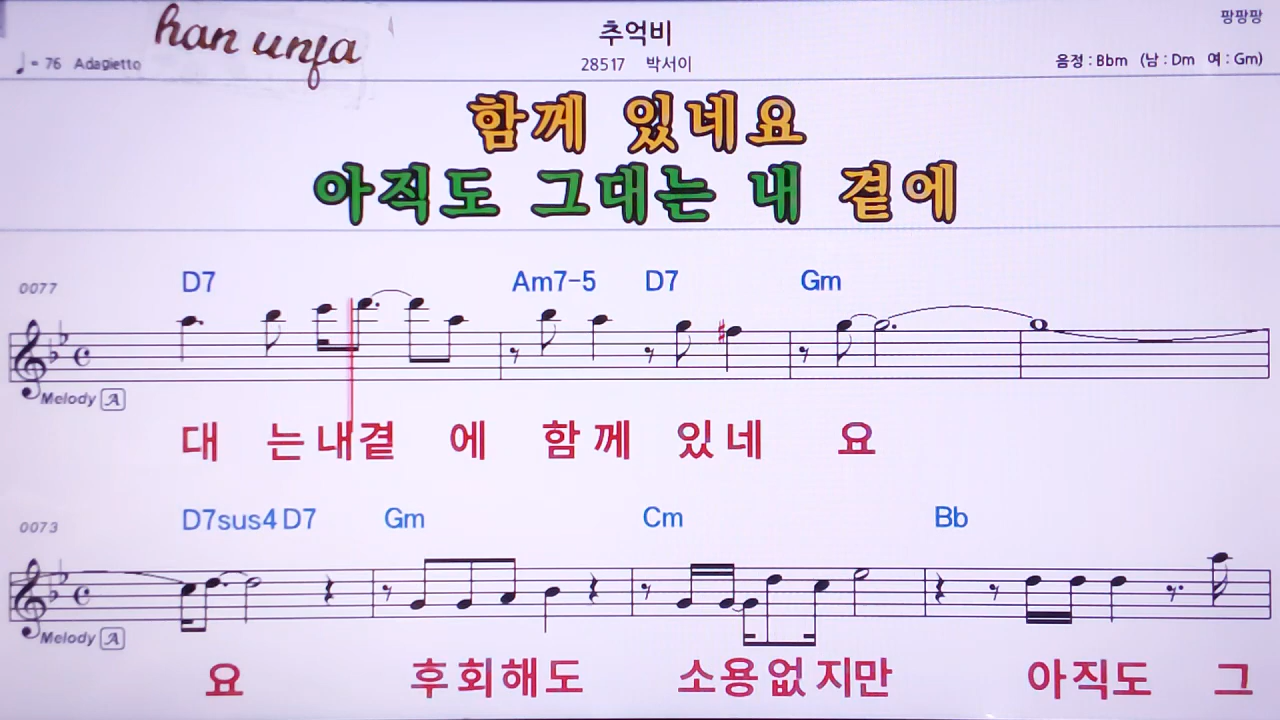 han unfa
추억비
팡팡팡
♩= 76 Adagietto
28517 박서이
음정 : Bbm (남 : Dm 여 : Gm)
함께 있네요
아직도 그대는 내 곁에
0077
D7 Am7-5 D7 Gm
Melody A
대 는 내 곁 에 함 께 있 네 요
0073
D7sus4 D7 Gm Cm Bb
Melody A
요 후 회 해 도 소 용 없 지 만 아 직 도 그